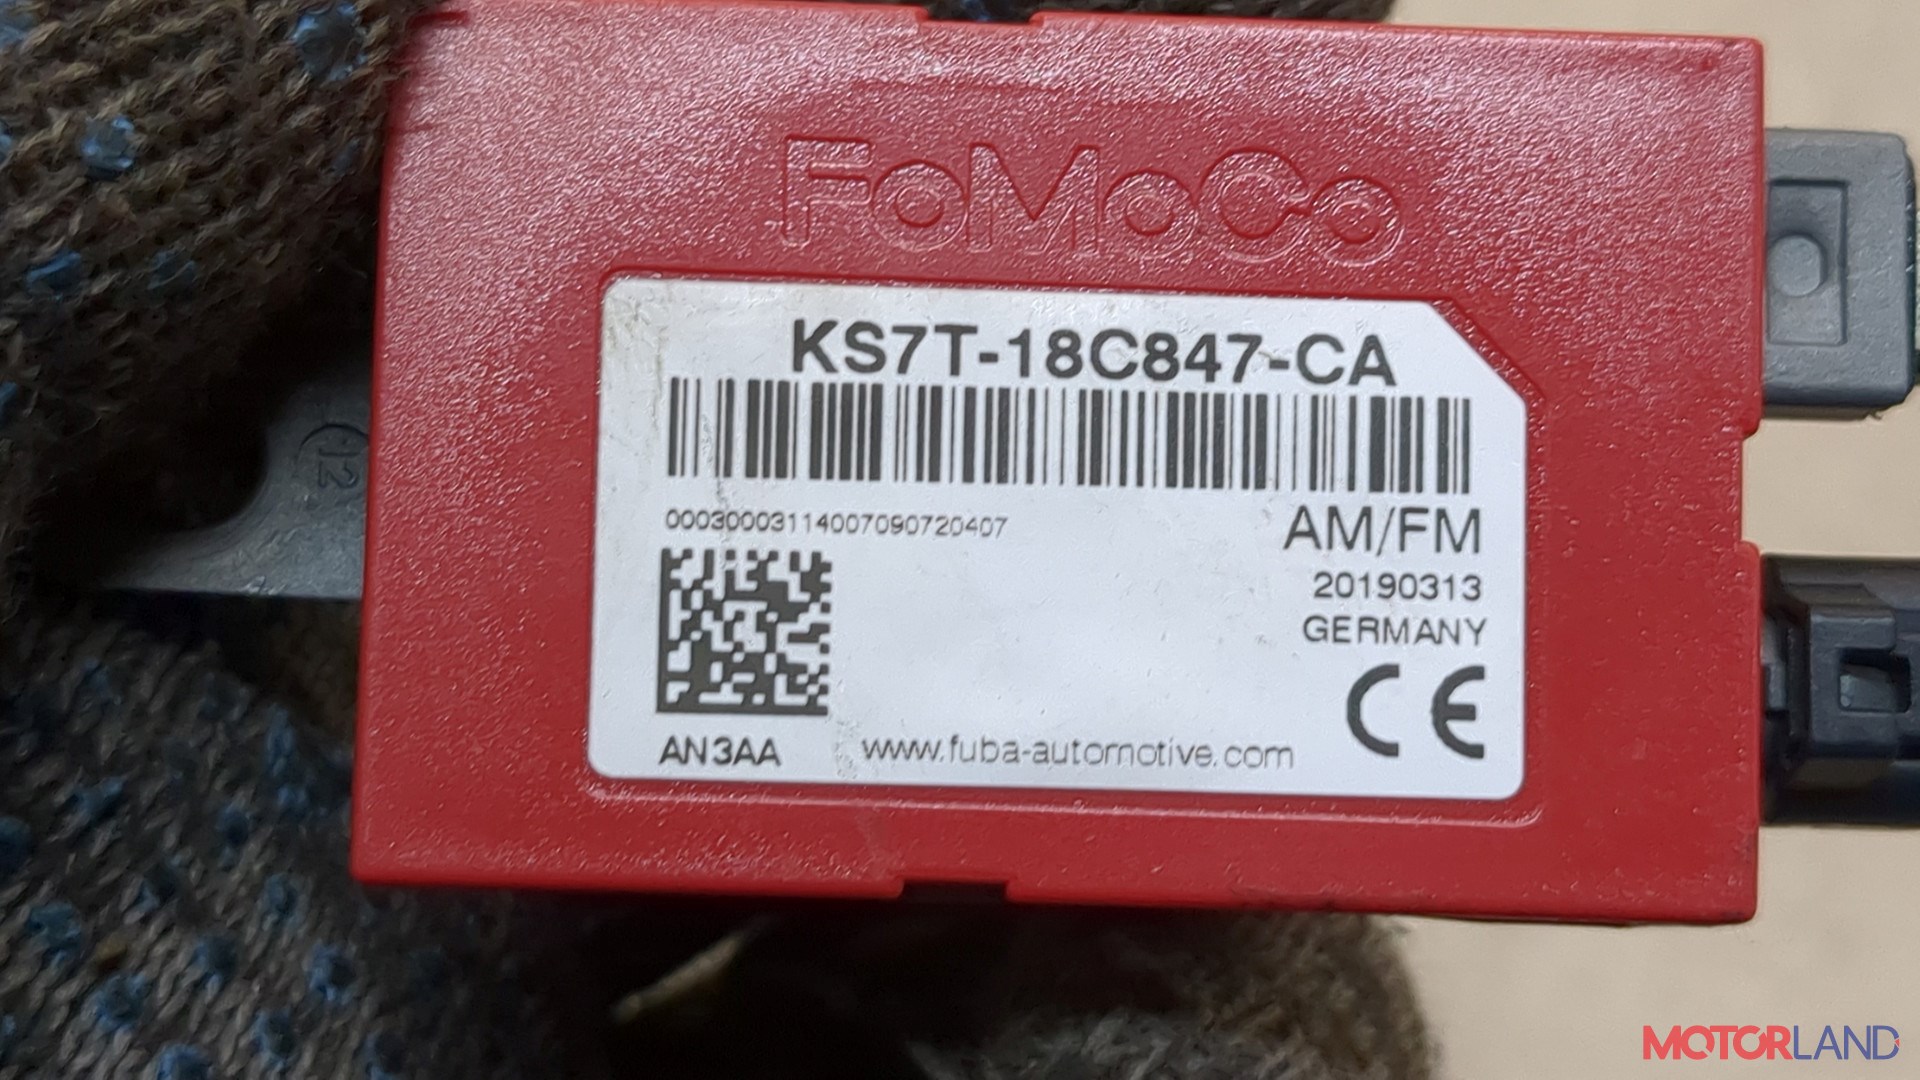 FoMoCo
KS7T-18C847-CA
00030003114007090720407
AM/FM
20190313
GERMANY
CE
AN3AA
www.fuba-automotive.com
12
MOTORLAND